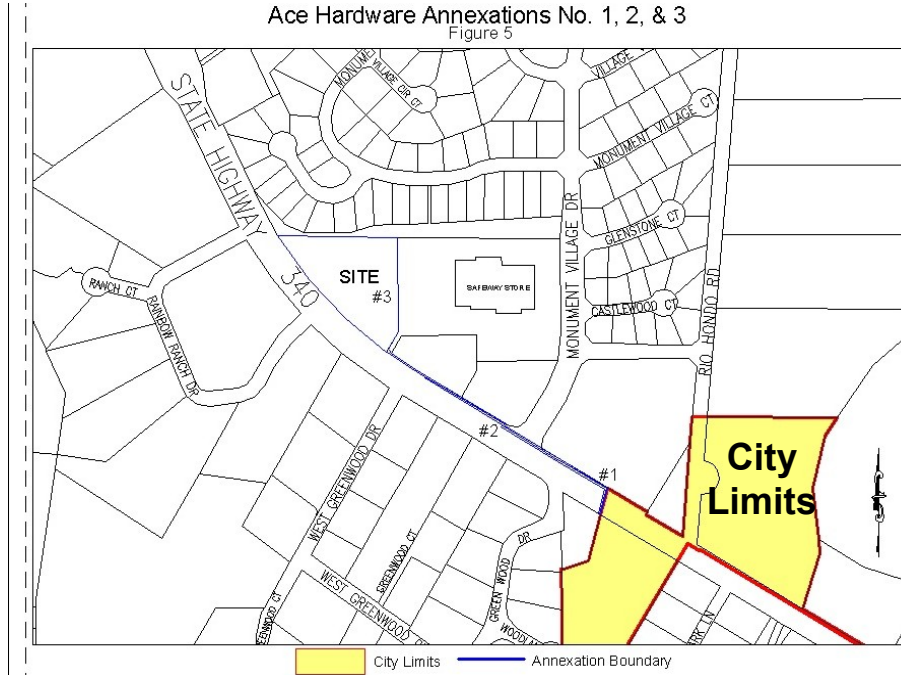 Ace Hardware Annexations No. 1, 2, & 3
Figure 5
STATE HIGHWAY
340
MONUMENT
VILLAGE CIR CT
VILLAGE
MONUMENT VILLAGE CT
MONUMENT VILLAGE DR
GLENSTONE CT
CASTLEWOOD CT
RIO HONDO RD
SITE
#3
SAFEWAY STORE
RANCH CT
RAINBOW RANCH DR
#2
#1
City
Limits
WEST GREENWOOD DR
GREENWOOD CT
WEST GREENWOOD
GREEN WOOD DR
City Limits
Annexation Boundary